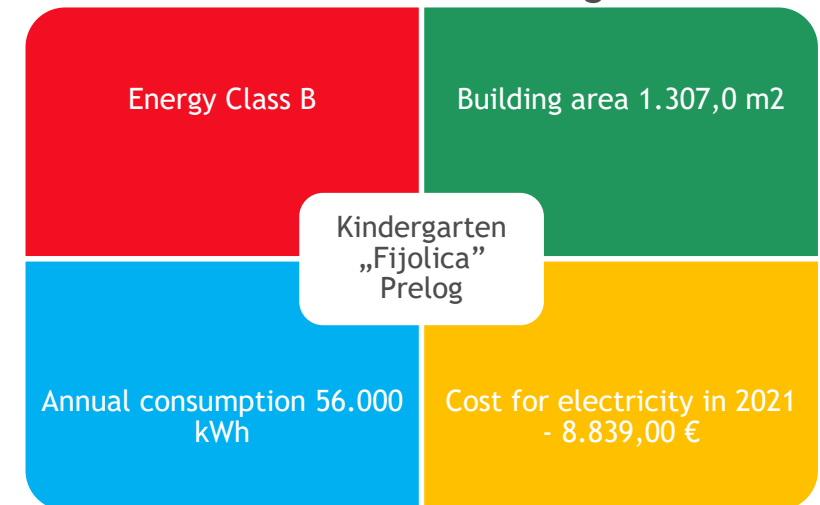 Energy Class B
Building area 1.307,0 m2
Kindergarten
„Fijolica”
Prelog
Annual consumption 56.000
kWh
Cost for electricity in 2021
- 8.839,00 €